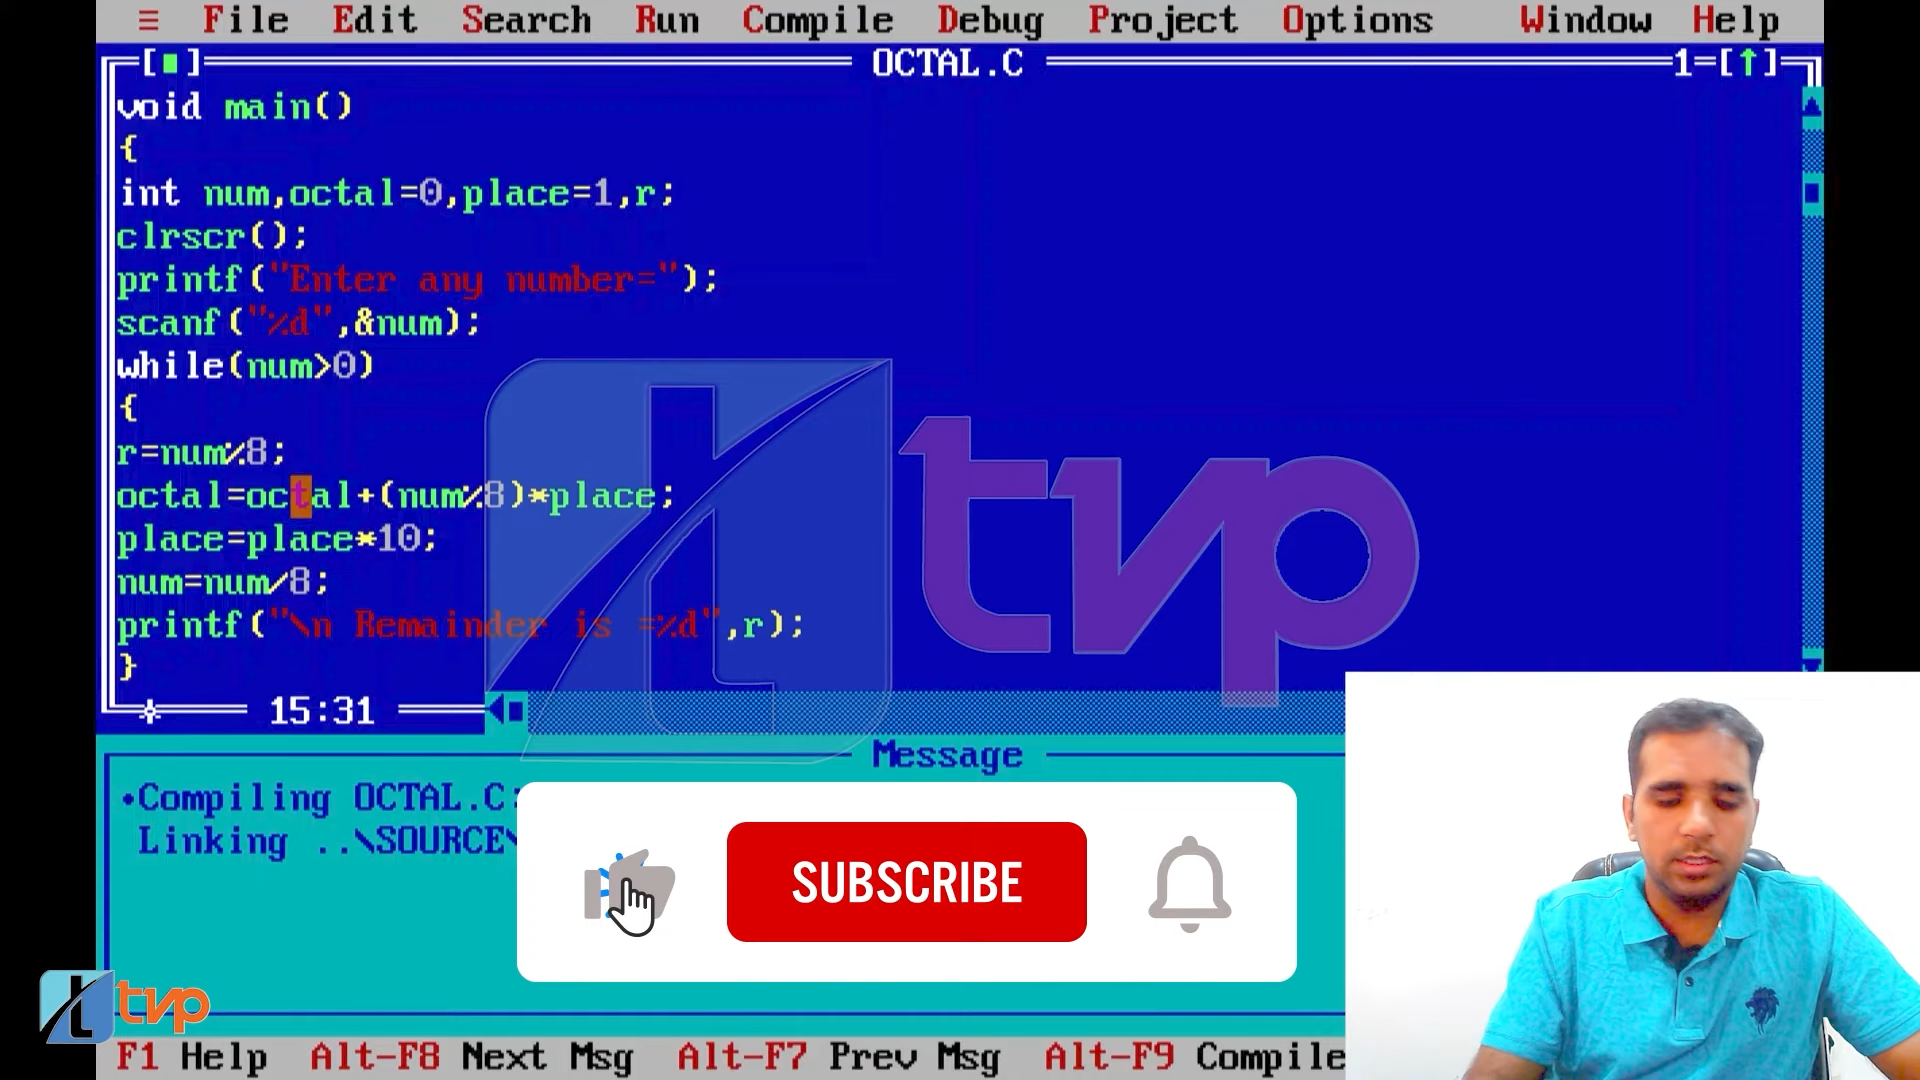 ≡ File Edit Search Run Compile Debug Project Options Window Help
[■] OCTAL.C 1=[↑]
void main()
{
int num,octal=0,place=1,r;
clrscr();
printf("Enter any number=");
scanf("%d",&num);
while(num>0)
{
r=num%8;
octal=octal+(num%8)*place;
place=place*10;
num=num/8;
printf("\n Remainder is =%d",r);
}
15:31
tvp
Message
•Compiling OCTAL.C:
Linking ..\SOURCE\
SUBSCRIBE
tvp
F1 Help Alt-F8 Next Msg Alt-F7 Prev Msg Alt-F9 Compile